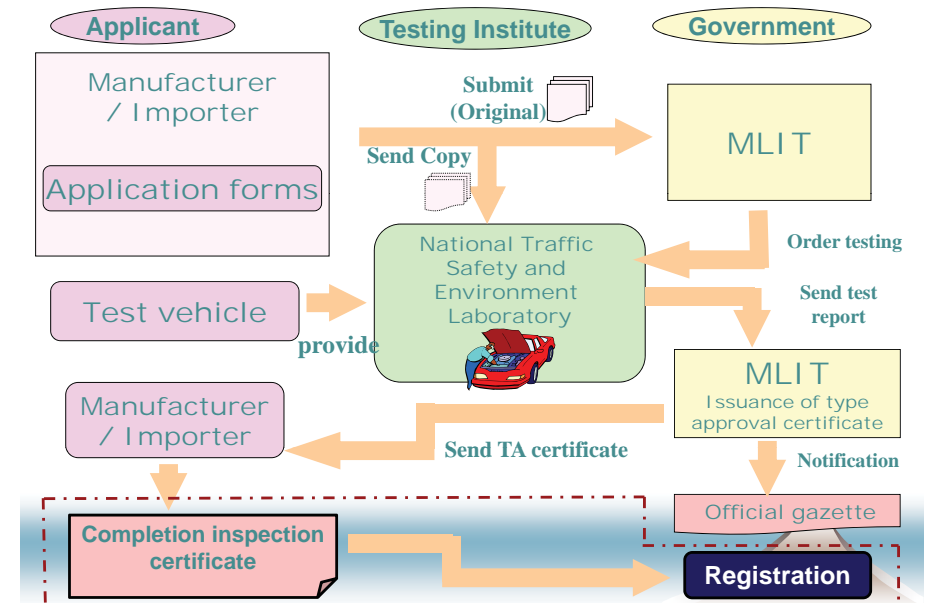 Applicant
Testing Institute
Government
Manufacturer
/ Importer
Application forms
Submit
(Original)
Send Copy
MLIT
National Traffic
Safety and
Environment
Laboratory
Order testing
Test vehicle
provide
Send test
report
MLIT
Issuance of type
approval certificate
Manufacturer
/ Importer
Send TA certificate
Notification
Official gazette
Completion inspection
certificate
Registration